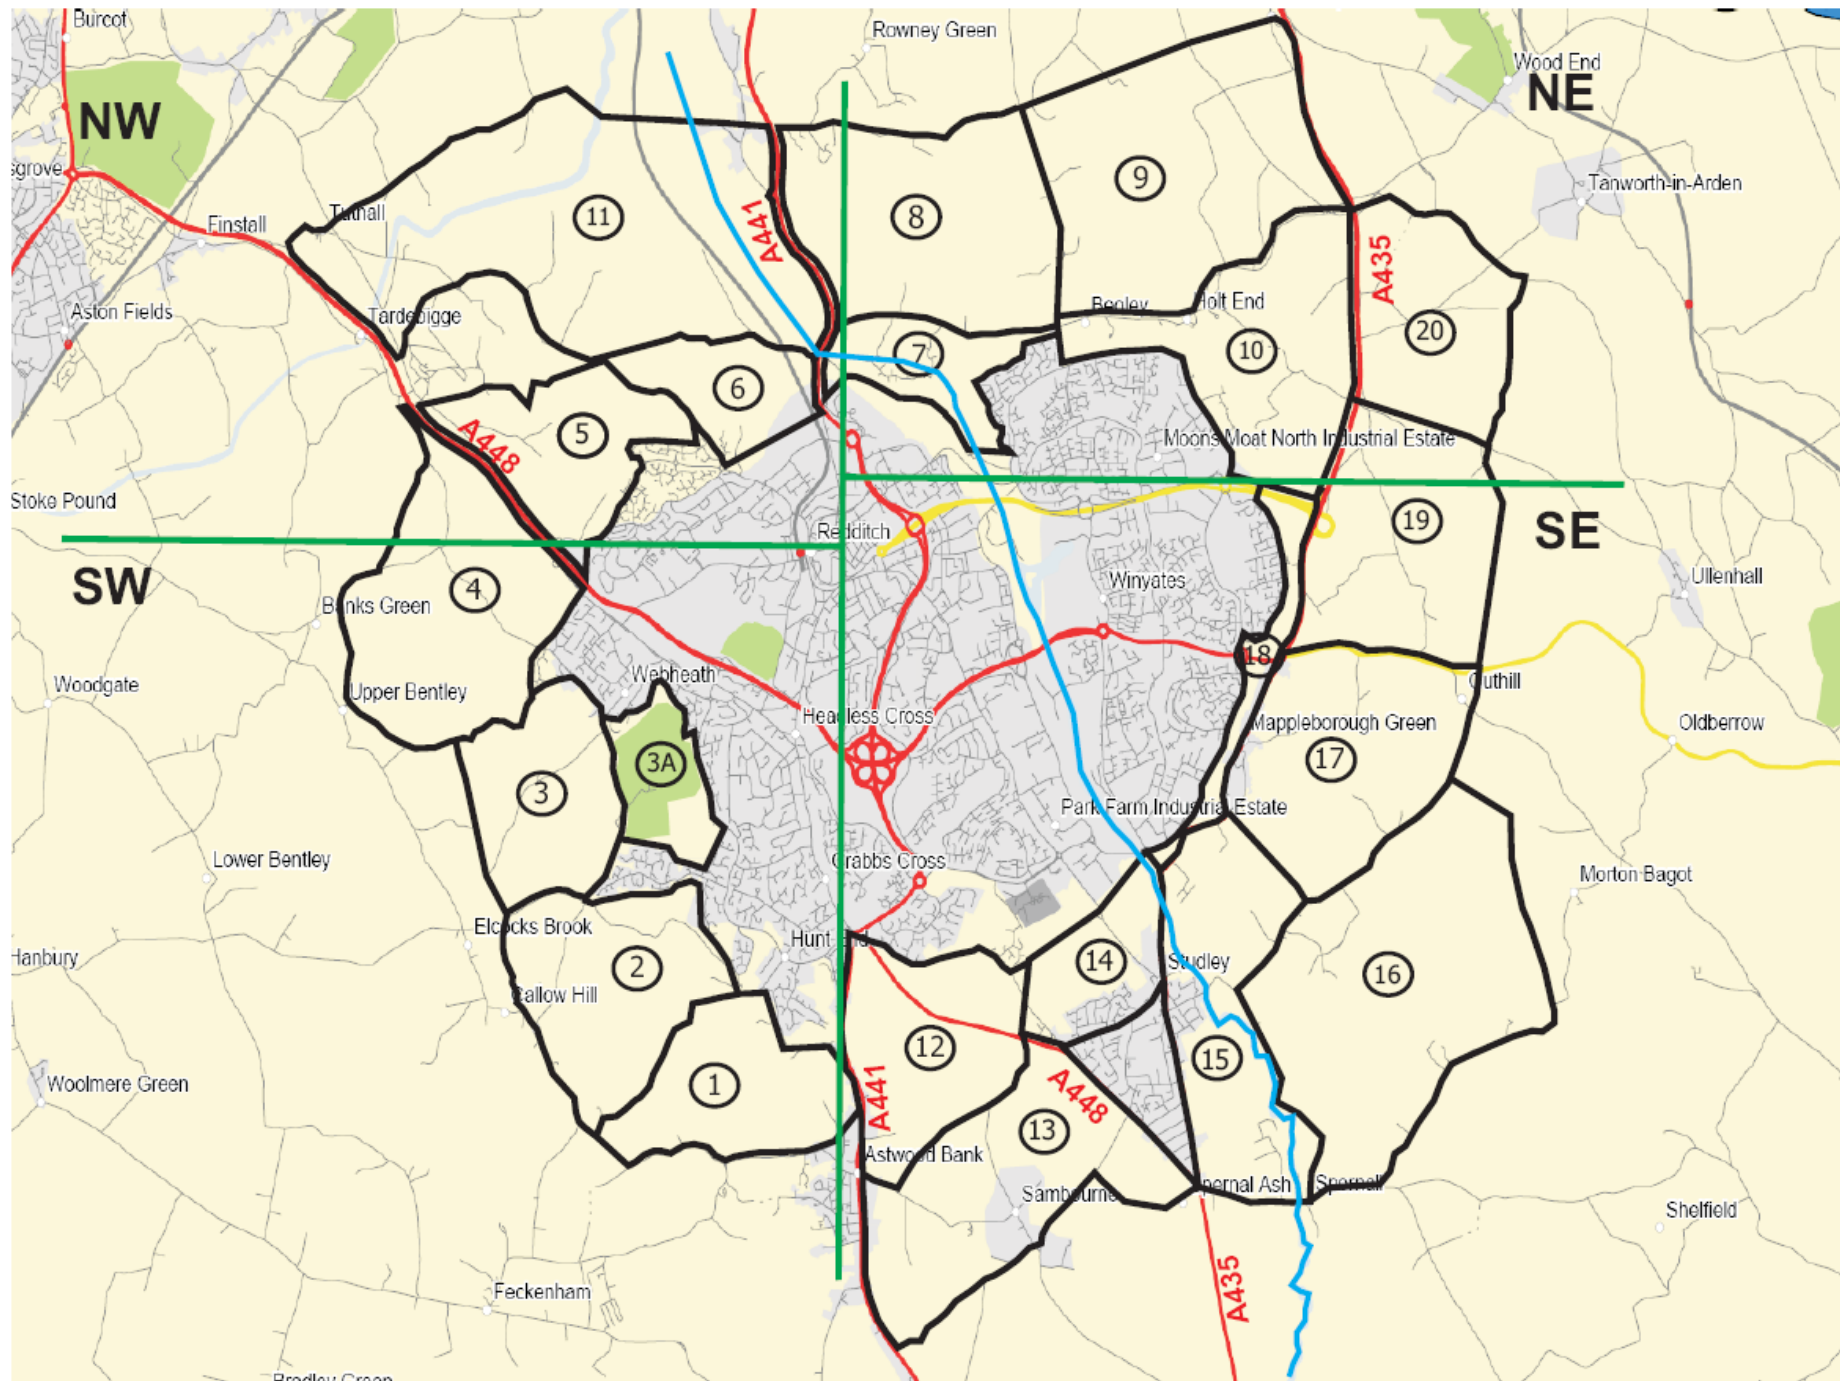 Burcot
Rowney Green
Wood End
NW
NE
sgrove
9
Tanworth-in-Arden
Tutnall
11
8
Finstall
A441
A435
Beoley
Holt End
Aston Fields
Tardebigge
20
7
10
6
5
A448
Moons Moat North Industrial Estate
Stoke Pound
19
Redditch
SE
SW
4
Winyates
Ullenhall
Banks Green
18
Webheath
Woodgate
Upper Bentley
Outhill
Headless Cross
Mappleborough Green
Oldberrow
3A
17
3
Park Farm Industrial Estate
Lower Bentley
Crabbs Cross
Morton Bagot
Elcocks Brook
Hunt End
Hanbury
2
14
Studley
16
Callow Hill
12
15
Woolmere Green
1
A441
A448
13
Astwood Bank
Sambourne
pernal Ash
Spernall
Shelfield
A435
Feckenham
Bradley Green